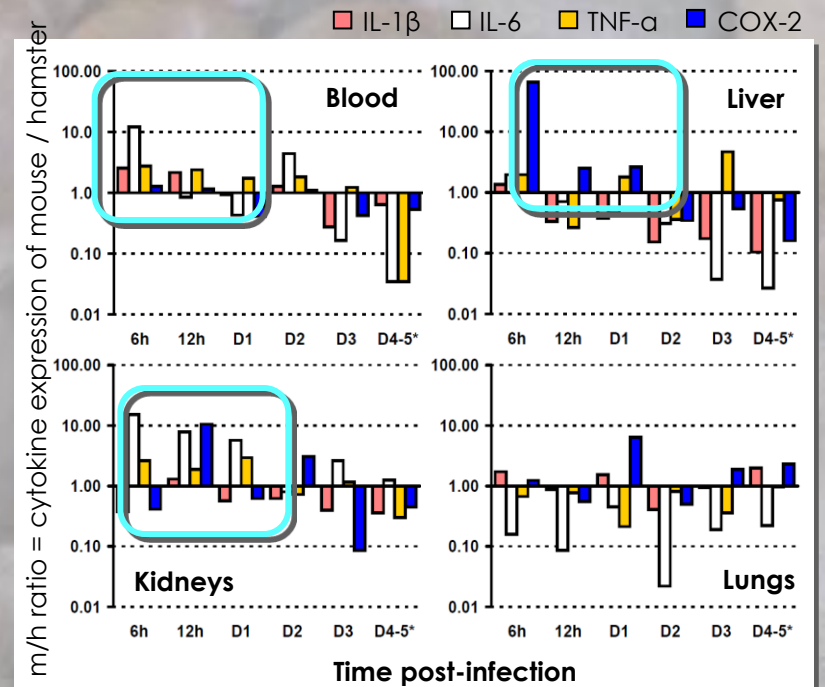 IL-1β IL-6 TNF-α COX-2
m/h ratio = cytokine expression of mouse / hamster
100.00
10.00
1.00
0.10
0.01
Blood
6h 12h D1 D2 D3 D4-5*
100.00
10.00
1.00
0.10
0.01
Liver
6h 12h D1 D2 D3 D4-5*
100.00
10.00
1.00
0.10
0.01
Kidneys
6h 12h D1 D2 D3 D4-5*
100.00
10.00
1.00
0.10
0.01
Lungs
6h 12h D1 D2 D3 D4-5*
Time post-infection